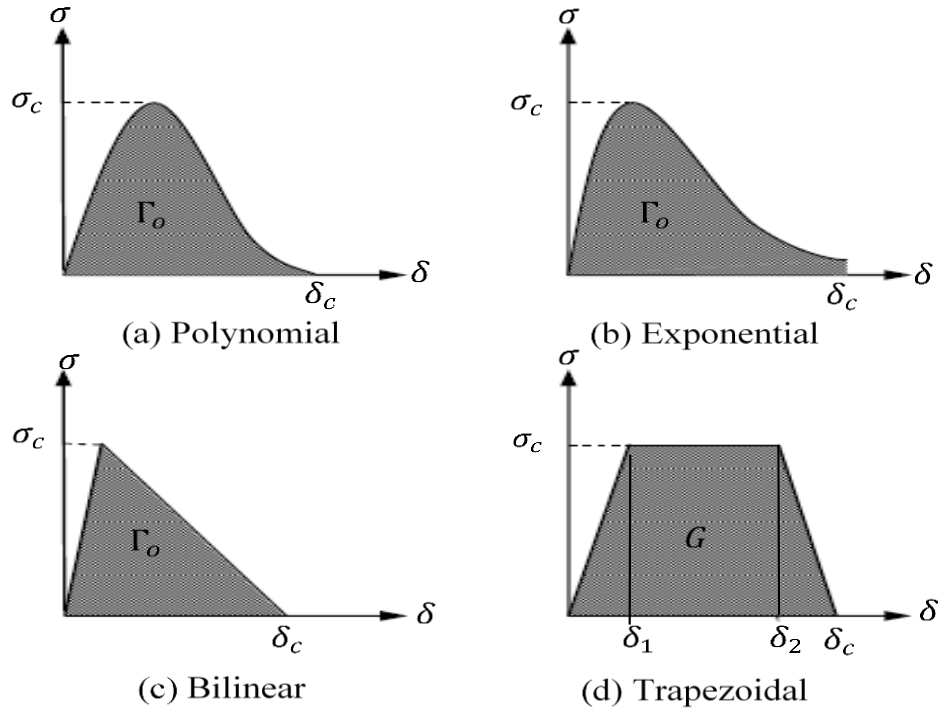 σ
σ_c
Γ_o
δ
δ_c
(a) Polynomial
σ
σ_c
Γ_o
δ
δ_c
(b) Exponential
σ
σ_c
Γ_o
δ
δ_c
(c) Bilinear
σ
σ_c
G
δ
δ_1 δ_2 δ_c
(d) Trapezoidal